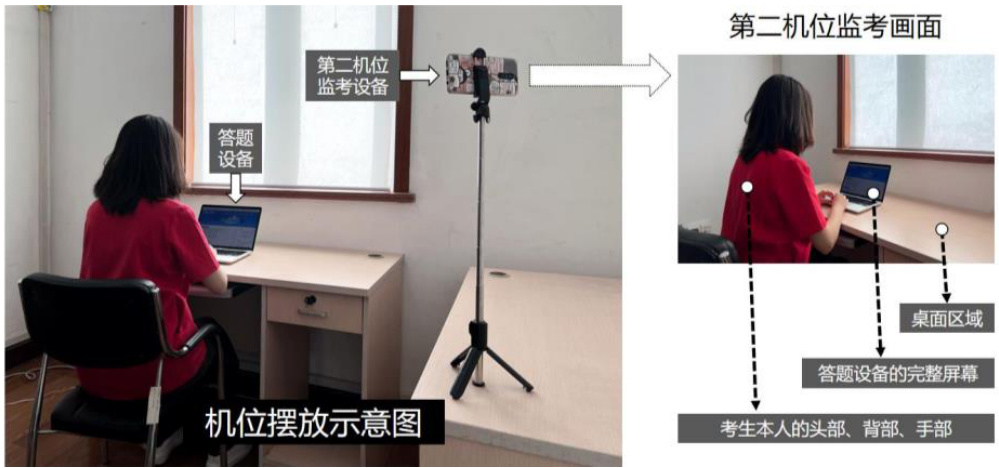 第二机位
监考设备
答题
设备
机位摆放示意图
第二机位监考画面
桌面区域
答题设备的完整屏幕
考生本人的头部、背部、手部